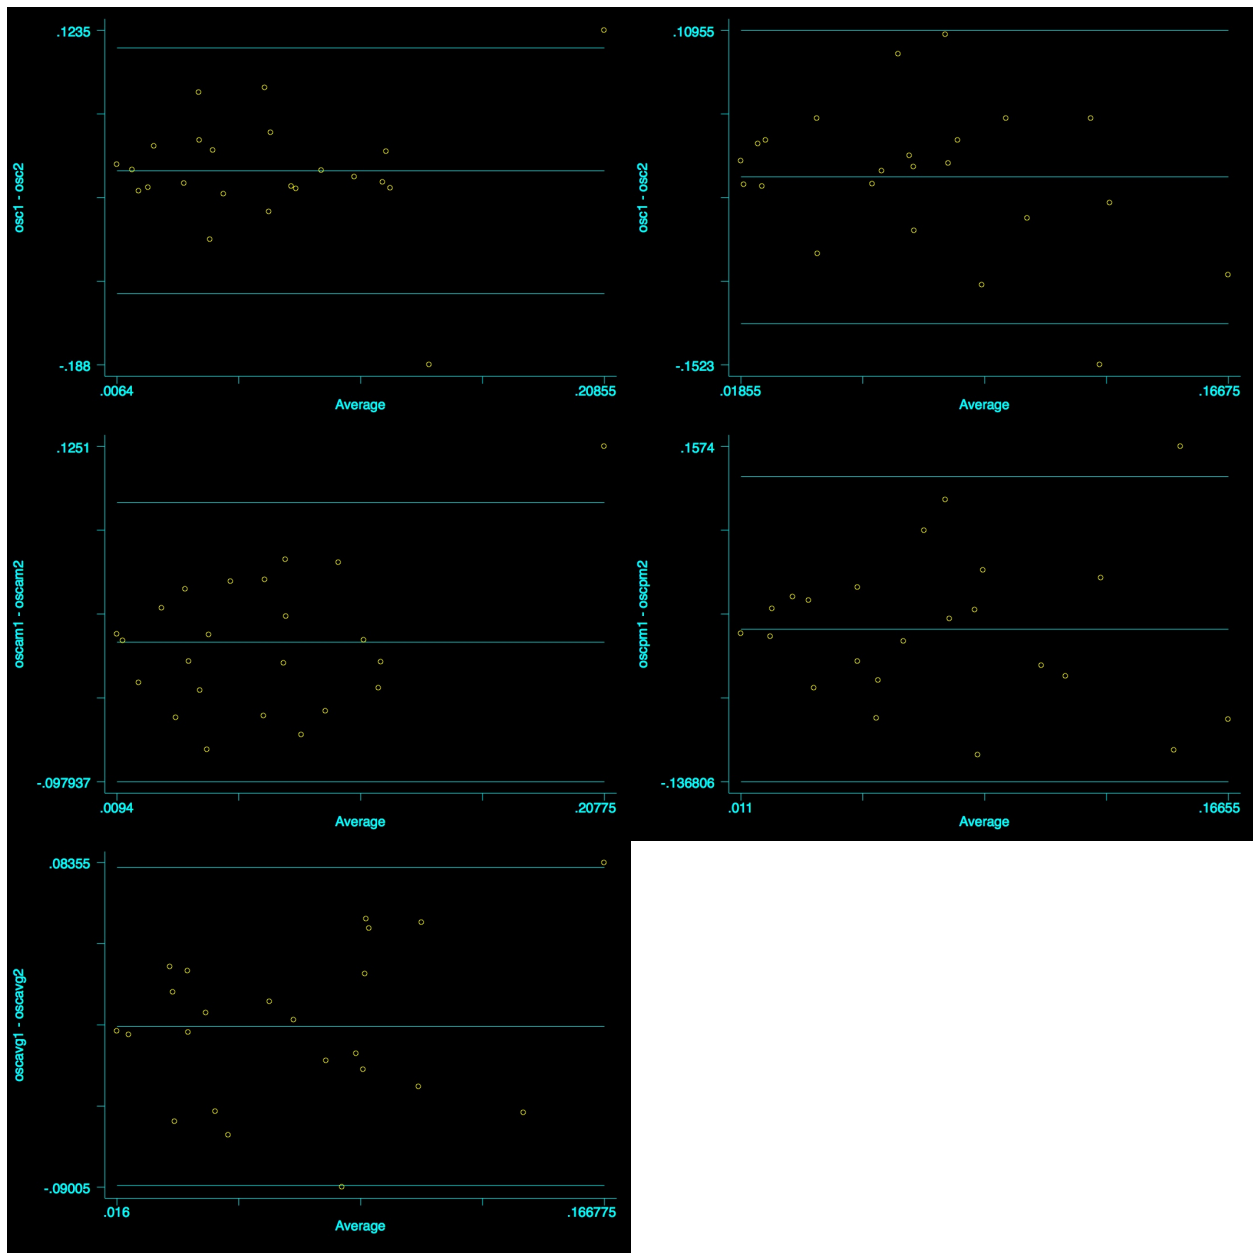 .1235
osc1 - osc2
-.188
.0064
.20855
Average
.10955
osc1 - osc2
-.1523
.01855
.16675
Average
.1251
oscam1 - oscam2
-.097937
.0094
.20775
Average
.1574
oscpm1 - oscpm2
-.136806
.011
.16655
Average
.08355
oscavg1 - oscavg2
-.09005
.016
.166775
Average